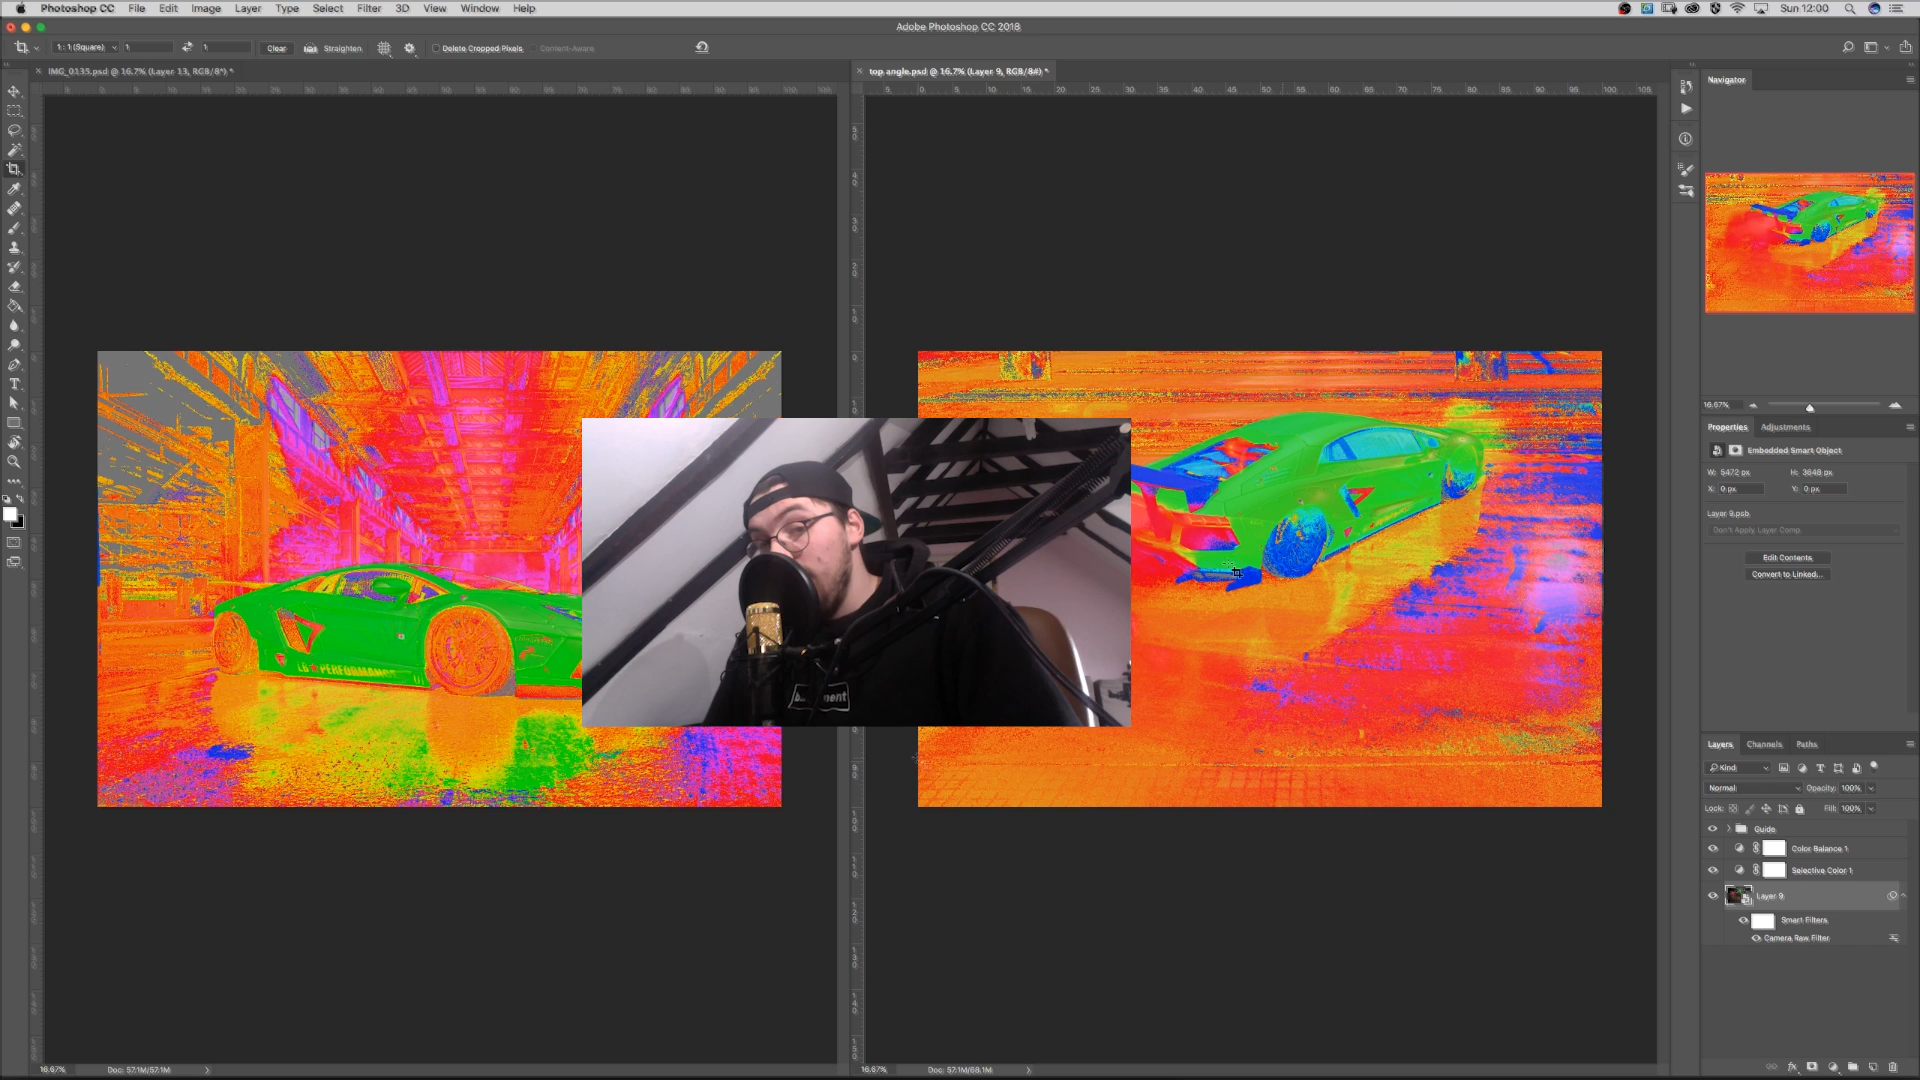 Photoshop CC File Edit Image Layer Type Select Filter 3D View Window Help Sun 12:00
Adobe Photoshop CC 2018
1 : 1 (Square) 1 1 Clear Straighten Delete Cropped Pixels Content-Aware
IMG_0135.psd @ 16.7% (Layer 13, RGB/8*) *
top angle.psd @ 16.7% (Layer 9, RGB/8#) *
Navigator
16.67%
Properties Adjustments
Embedded Smart Object
W: 5472 px H: 3648 px
X: 0 px Y: 0 px
Layer 9.psb
Don't Apply Layer Comp
Edit Contents
Convert to Linked...
LB★PERFORMANCE
Layers Channels Paths
Kind
Normal Opacity: 100%
Lock: Fill: 100%
Guide
Color Balance 1
Selective Color 1
Layer 9
Smart Filters
Camera Raw Filter
16.67% Doc: 57.1M/57.1M
16.67% Doc: 57.1M/68.1M